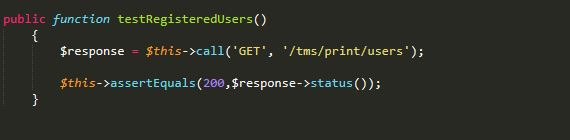 public function testRegisteredUsers()
{
$response = $this->call('GET', '/tms/print/users');
$this->assertEquals(200,$response->status());
}